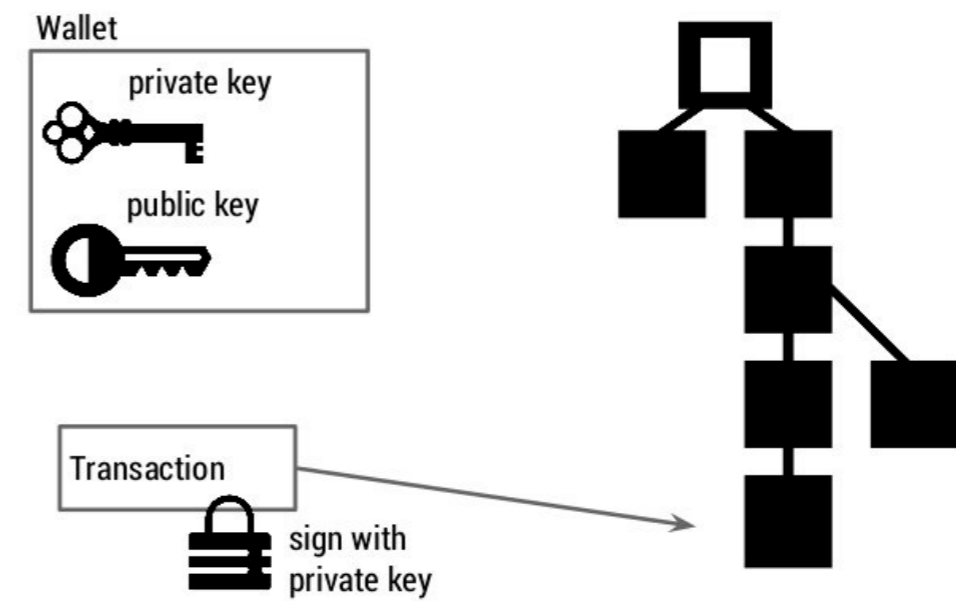 Wallet
private key
public key
Transaction
sign with
private key